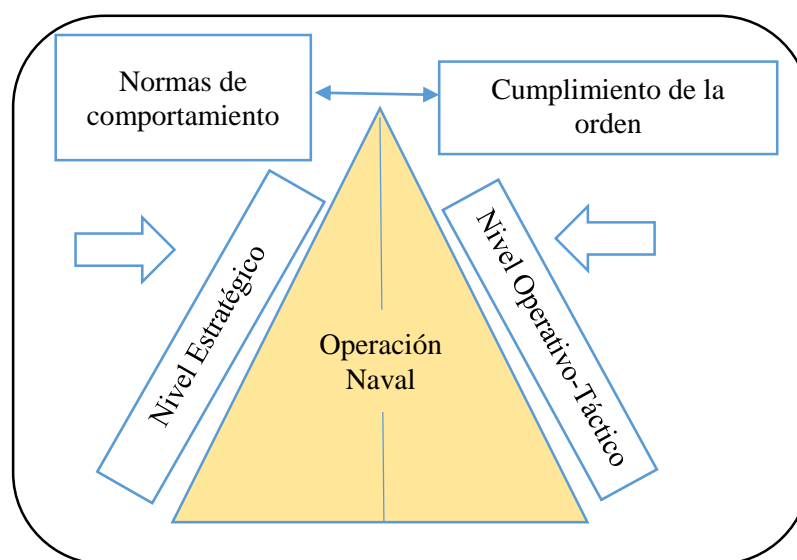 Normas de
comportamiento
Cumplimiento de la
orden
Nivel Estratégico
Nivel Operativo-Táctico
Operación
Naval